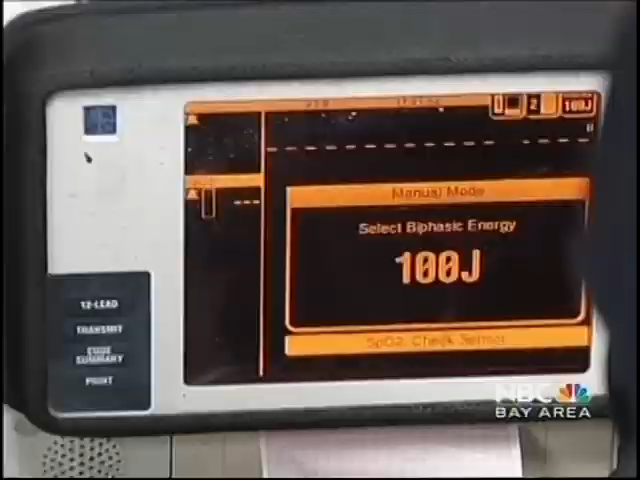 2
100J
Manual Mode
Select Biphasic Energy
100J
SpO2: Check Sensor
12-LEAD
TRANSMIT
CODE
SUMMARY
PRINT
NBC
BAY AREA